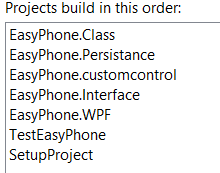 Projects build in this order:
EasyPhone.Class
EasyPhone.Persistance
EasyPhone.customcontrol
EasyPhone.Interface
EasyPhone.WPF
TestEasyPhone
SetupProject